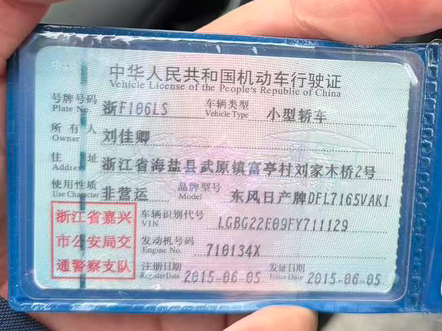 中华人民共和国机动车行驶证
Vehicle License of the People's Republic of China
号牌号码 Plate No. 浙F106LS 车辆类型 Vehicle Type 小型轿车
所有人 Owner 刘佳卿
住址 Address 浙江省海盐县武原镇富亭村刘家木桥2号
使用性质 Use Character 非营运 品牌型号 Model 东风日产牌DFL7165VAK1
浙江省嘉兴 车辆识别代号 VIN LGBG22E09FY711129
市公安局交 发动机号码 Engine No. 710134X
通警察支队 注册日期 Register Date 2015-06-05 发证日期 Issue Date 2015-06-05